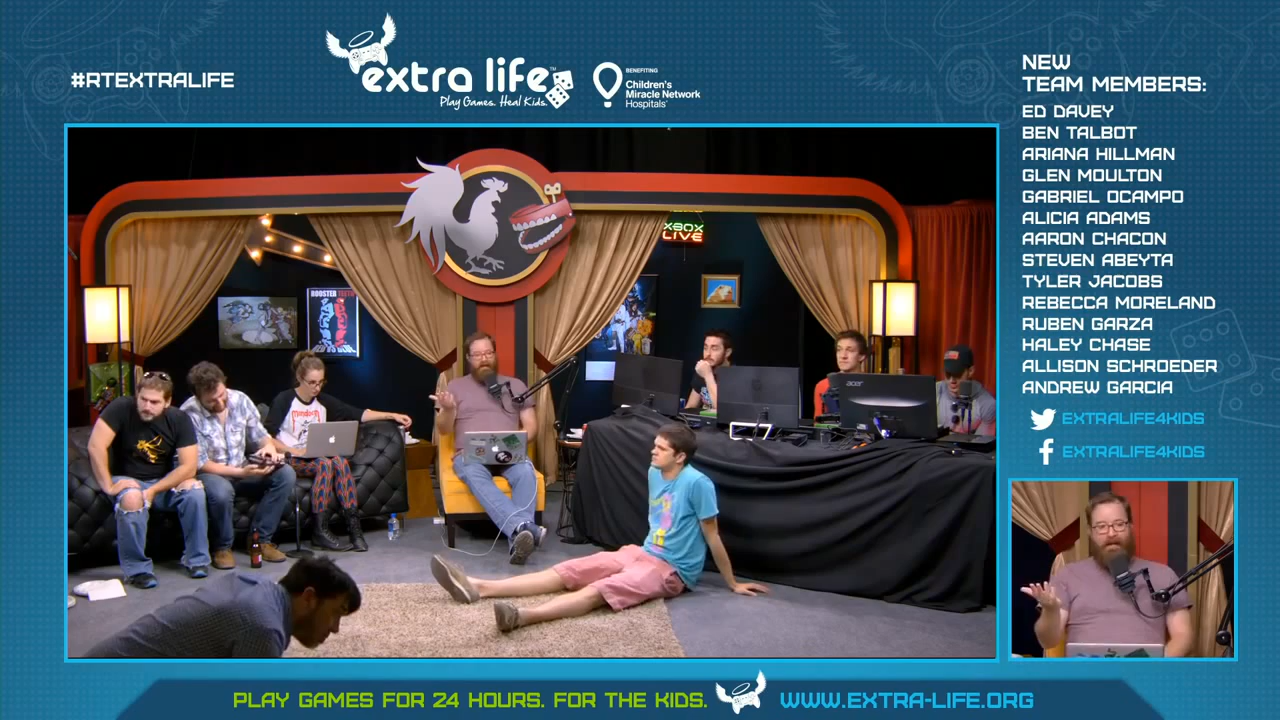 #RTEXTRALIFE
extra life™
Play Games. Heal Kids.
BENEFITING
Children's
Miracle Network
Hospitals
NEW
TEAM MEMBERS:
ED DAVEY
BEN TALBOT
ARIANA HILLMAN
GLEN MOULTON
GABRIEL OCAMPO
ALICIA ADAMS
AARON CHACON
STEVEN ABEYTA
TYLER JACOBS
REBECCA MORELAND
RUBEN GARZA
HALEY CHASE
ALLISON SCHROEDER
ANDREW GARCIA
EXTRALIFE4KIDS
EXTRALIFE4KIDS
XBOX
LIVE
ROOSTER TEETH
acer
PLAY GAMES FOR 24 HOURS. FOR THE KIDS.
WWW.EXTRA-LIFE.ORG